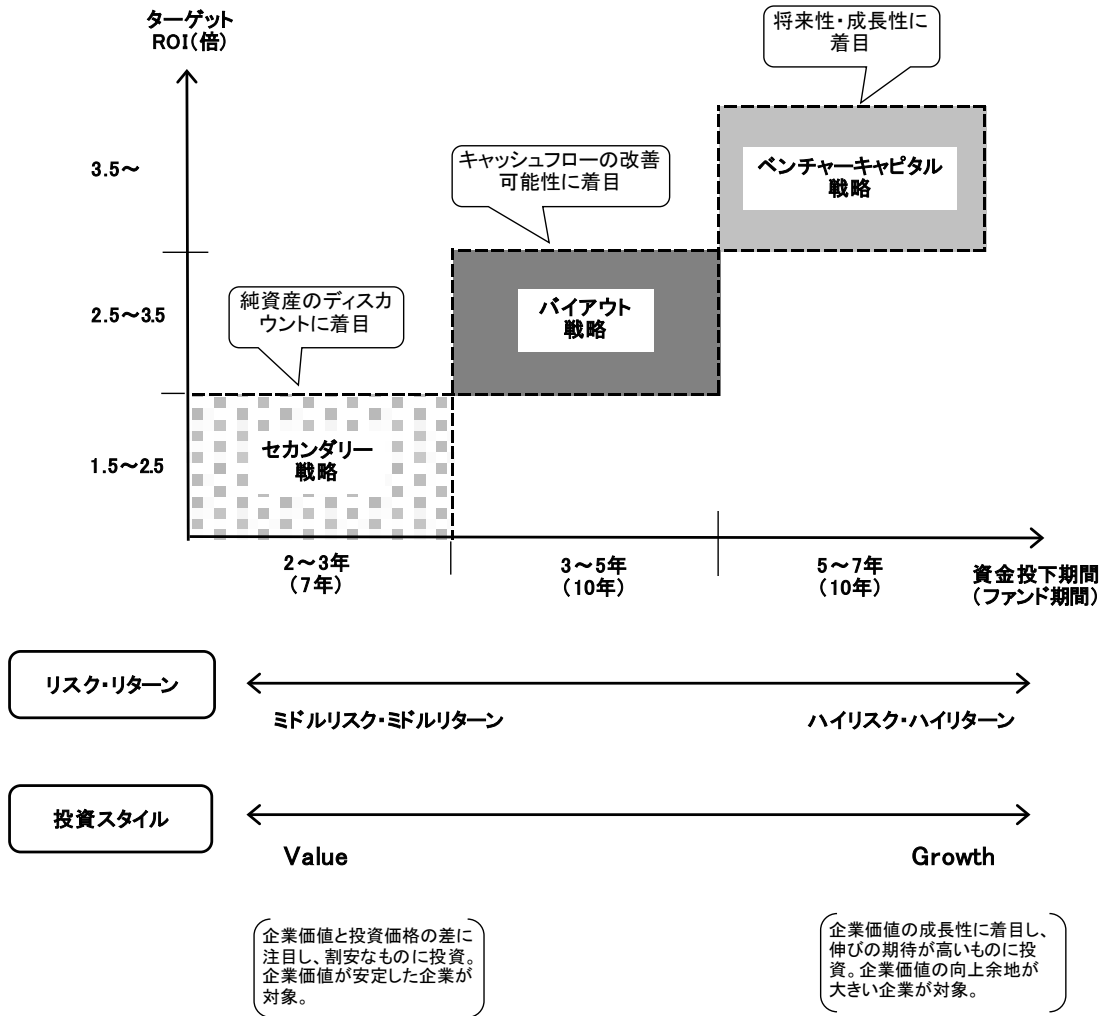 ターゲット
ROI(倍)
将来性・成長性に
着目
3.5～
キャッシュフローの改善
可能性に着目
ベンチャーキャピタル
戦略
純資産のディスカ
ウントに着目
2.5～3.5
バイアウト
戦略
1.5～2.5
セカンダリー
戦略
2～3年
(7年)
3～5年
(10年)
5～7年
(10年)
資金投下期間
(ファンド期間)
リスク・リターン
ミドルリスク・ミドルリターン
ハイリスク・ハイリターン
投資スタイル
Value
Growth
企業価値と投資価格の差に
注目し、割安なものに投資。
企業価値が安定した企業が
対象。
企業価値の成長性に着目し、
伸びの期待が高いものに投
資。企業価値の向上余地が
大きい企業が対象。